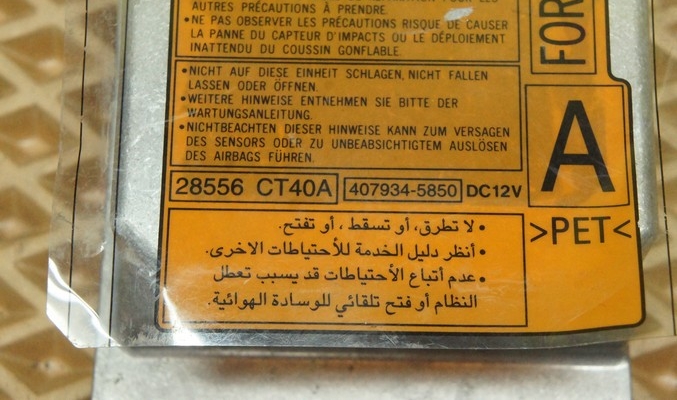 AUTRES PRÉCAUTIONS À PRENDRE.
•NE PAS OBSERVER LES PRÉCAUTIONS RISQUE DE CAUSER
LA PANNE DU CAPTEUR D'IMPACTS OU LE DÉPLOIEMENT
INATTENDU DU COUSSIN GONFLABLE.
FOR
•NICHT AUF DIESE EINHEIT SCHLAGEN, NICHT FALLEN
LASSEN ODER ÖFFNEN.
•WEITERE HINWEISE ENTNEHMEN SIE BITTE DER
WARTUNGSANLEITUNG.
•NICHTBEACHTEN DIESER HINWEISE KANN ZUM VERSAGEN
DES SENSORS ODER ZU UNBEABSICHTIGTEM AUSLÖSEN
DES AIRBAGS FÜHREN.
A
28556 CT40A 407934-5850 DC12V
>PET<
• لا تطرق، أو تسقط ، أو تفتح.
• أنظر دليل الخدمة للأحتياطات الاخرى.
• عدم أتباع الأحتياطات قد يسبب تعطل
النظام أو فتح تلقائي للوسادة الهوائية.